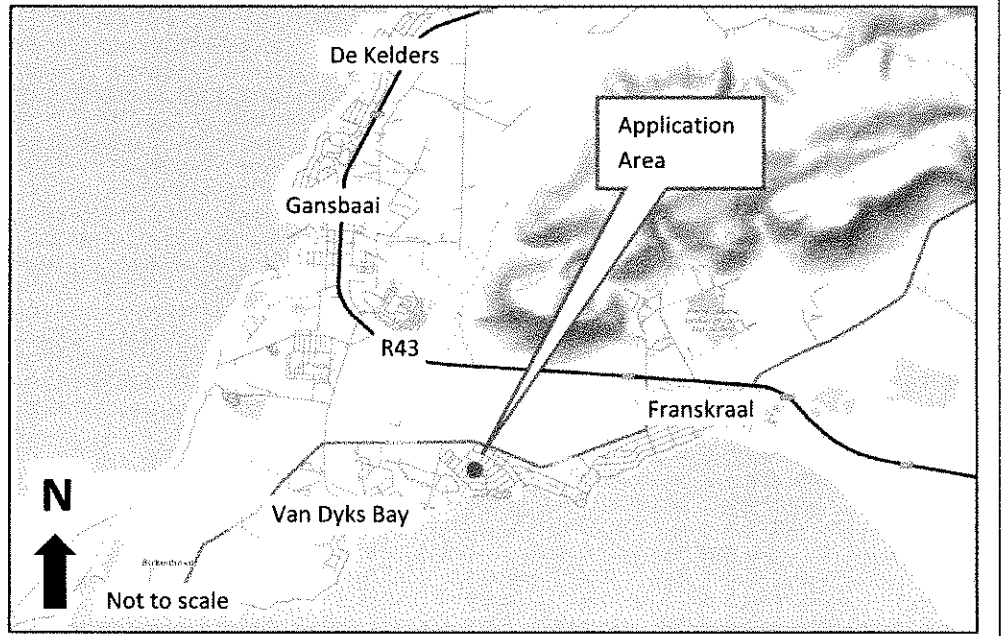 De Kelders
Application
Area
Gansbaai
R43
Franskraal
Van Dyks Bay
N
Not to scale